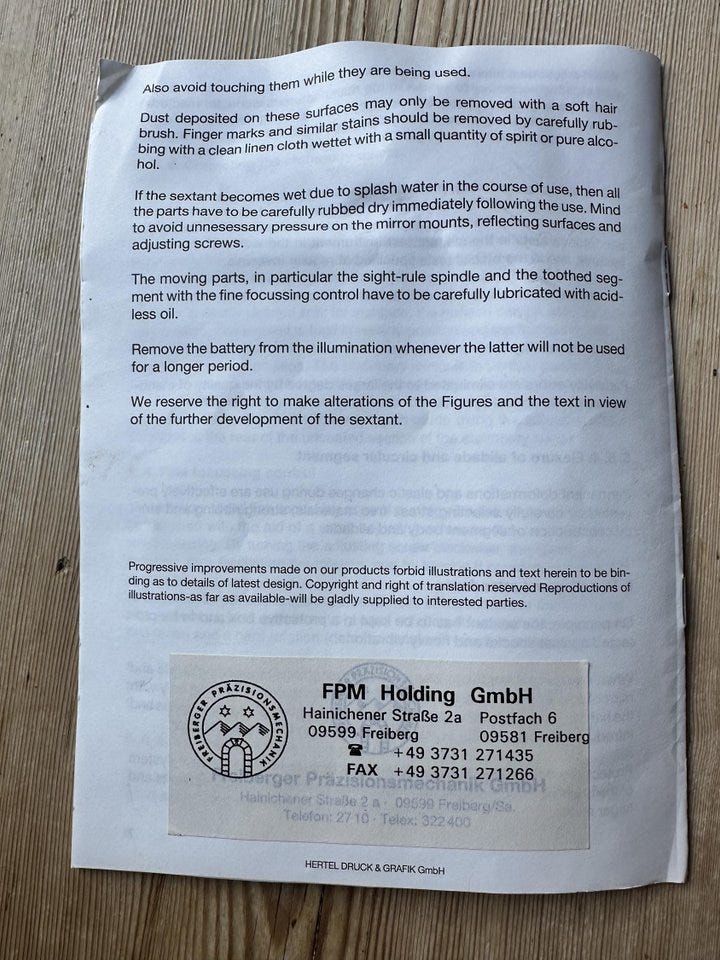 Also avoid touching them while they are being used.
Dust deposited on these surfaces may only be removed with a soft hair
brush. Finger marks and similar stains should be removed by carefully rub-
bing with a clean linen cloth wettet with a small quantity of spirit or pure alco-
hol.
If the sextant becomes wet due to splash water in the course of use, then all
the parts have to be carefully rubbed dry immediately following the use. Mind
to avoid unnesessary pressure on the mirror mounts, reflecting surfaces and
adjusting screws.
The moving parts, in particular the sight-rule spindle and the toothed seg-
ment with the fine focussing control have to be carefully lubricated with acid-
less oil.
Remove the battery from the illumination whenever the latter will not be used
for a longer period.
We reserve the right to make alterations of the Figures and the text in view
of the further development of the sextant.
Progressive improvements made on our products forbid illustrations and text herein to be bin-
ding as to details of latest design. Copyright and right of translation reserved Reproductions of
illustrations-as far as available-will be gladly supplied to interested parties.
FREIBERGER PRÄZISIONSMECHANIK
FPM Holding GmbH
Hainichener Straße 2a Postfach 6
09599 Freiberg 09581 Freiberg
☎ +49 3731 271435
FAX +49 3731 271266
Freiberger Präzisionsmechanik GmbH
Hainichener Straße 2 a · 09599 Freiberg/Sa.
Telefon: 27 10 · Telex: 322 400
HERTEL DRUCK & GRAFIK GmbH